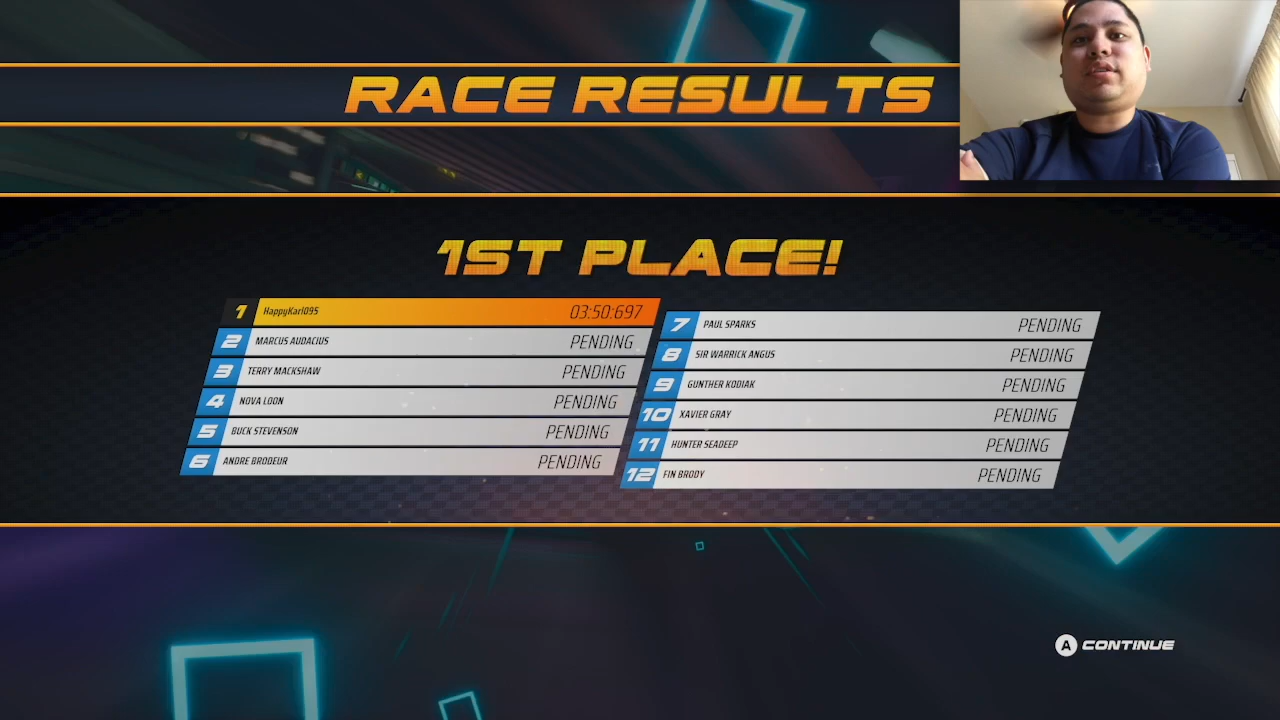 RACE RESULTS
1ST PLACE!
1 HappyKarl095 03:50:697
2 MARCUS AUDACIUS PENDING
3 TERRY MACKSHAW PENDING
4 NOVA LOON PENDING
5 BUCK STEVENSON PENDING
6 ANDRE BRODEUR PENDING
7 PAUL SPARKS PENDING
8 SIR WARRICK ANGUS PENDING
9 GUNTHER KODIAK PENDING
10 XAVIER GRAY PENDING
11 HUNTER SEADEEP PENDING
12 FIN BRODY PENDING
A CONTINUE